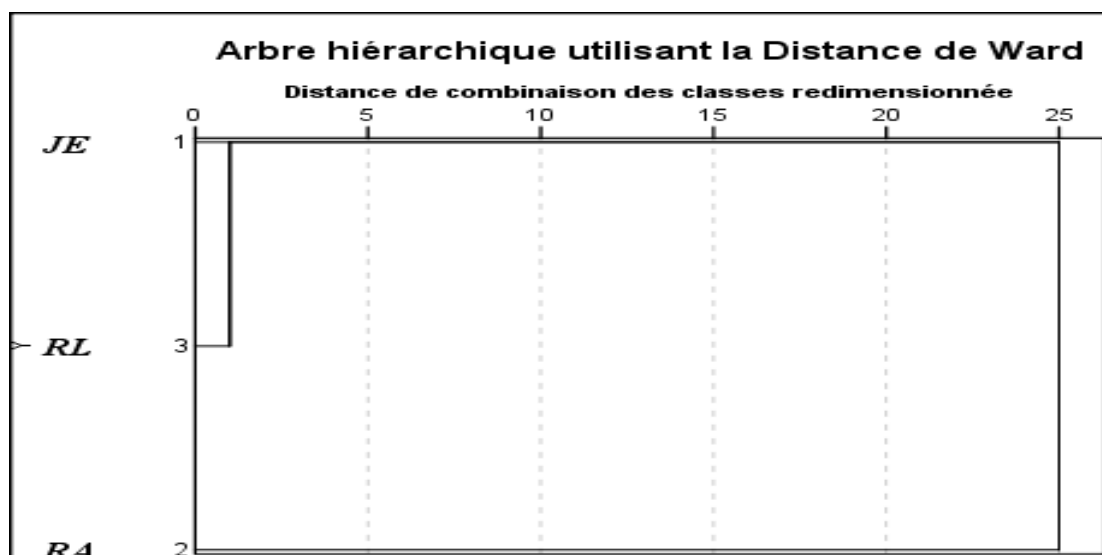 Arbre hiérarchique utilisant la Distance de Ward
Distance de combinaison des classes redimensionnée
0 5 10 15 20 25
JE 1
RL 3
RA 2